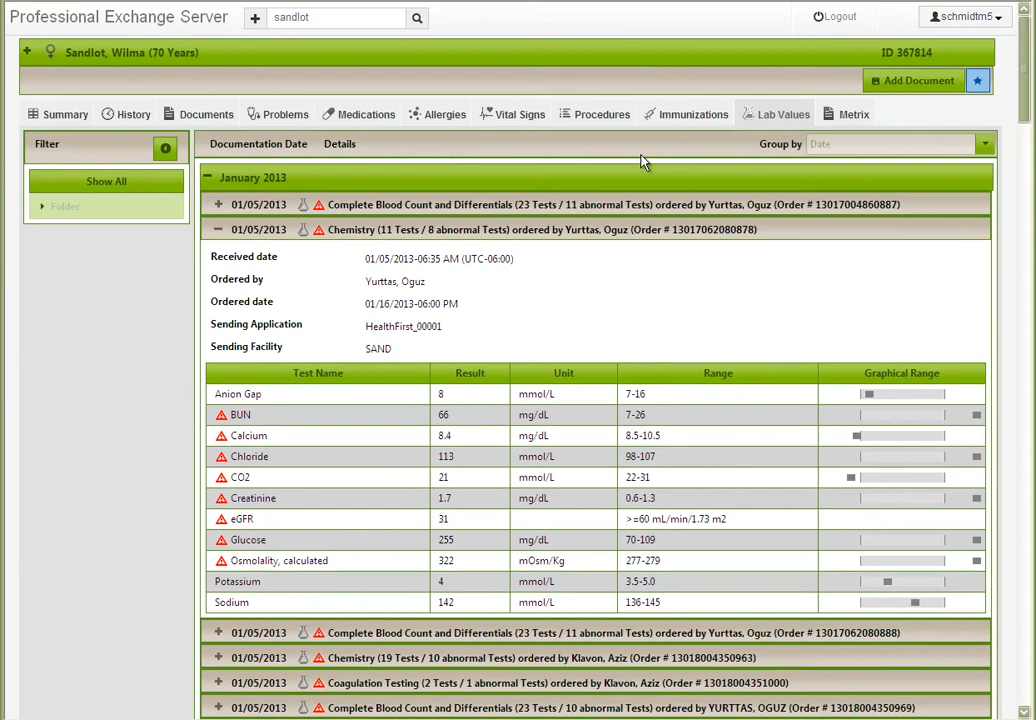 Professional Exchange Server
sandlot
Logout
schmidtm5
Sandlot, Wilma (70 Years)
ID 367814
Add Document
Summary History Documents Problems Medications Allergies Vital Signs Procedures Immunizations Lab Values Metrix
Filter
Show All
Folder
Documentation Date Details
Group by Date
January 2013
01/05/2013 Complete Blood Count and Differentials (23 Tests / 11 abnormal Tests) ordered by Yurttas, Oguz (Order # 13017004860887)
01/05/2013 Chemistry (11 Tests / 8 abnormal Tests) ordered by Yurttas, Oguz (Order # 13017062080878)
Received date 01/05/2013-06:35 AM (UTC-06:00)
Ordered by Yurttas, Oguz
Ordered date 01/16/2013-06:00 PM
Sending Application HealthFirst_00001
Sending Facility SAND
Test Name Result Unit Range Graphical Range
Anion Gap 8 mmol/L 7-16
BUN 66 mg/dL 7-26
Calcium 8.4 mg/dL 8.5-10.5
Chloride 113 mmol/L 98-107
CO2 21 mmol/L 22-31
Creatinine 1.7 mg/dL 0.6-1.3
eGFR 31 >=60 mL/min/1.73 m2
Glucose 255 mg/dL 70-109
Osmolality, calculated 322 mOsm/Kg 277-279
Potassium 4 mmol/L 3.5-5.0
Sodium 142 mmol/L 136-145
01/05/2013 Complete Blood Count and Differentials (23 Tests / 11 abnormal Tests) ordered by Yurttas, Oguz (Order # 13017062080888)
01/05/2013 Chemistry (19 Tests / 10 abnormal Tests) ordered by Klavon, Aziz (Order # 13018004350963)
01/05/2013 Coagulation Testing (2 Tests / 1 abnormal Tests) ordered by Klavon, Aziz (Order # 13018004351000)
01/05/2013 Complete Blood Count and Differentials (23 Tests / 10 abnormal Tests) ordered by YURTTAS, OGUZ (Order # 13018004350969)